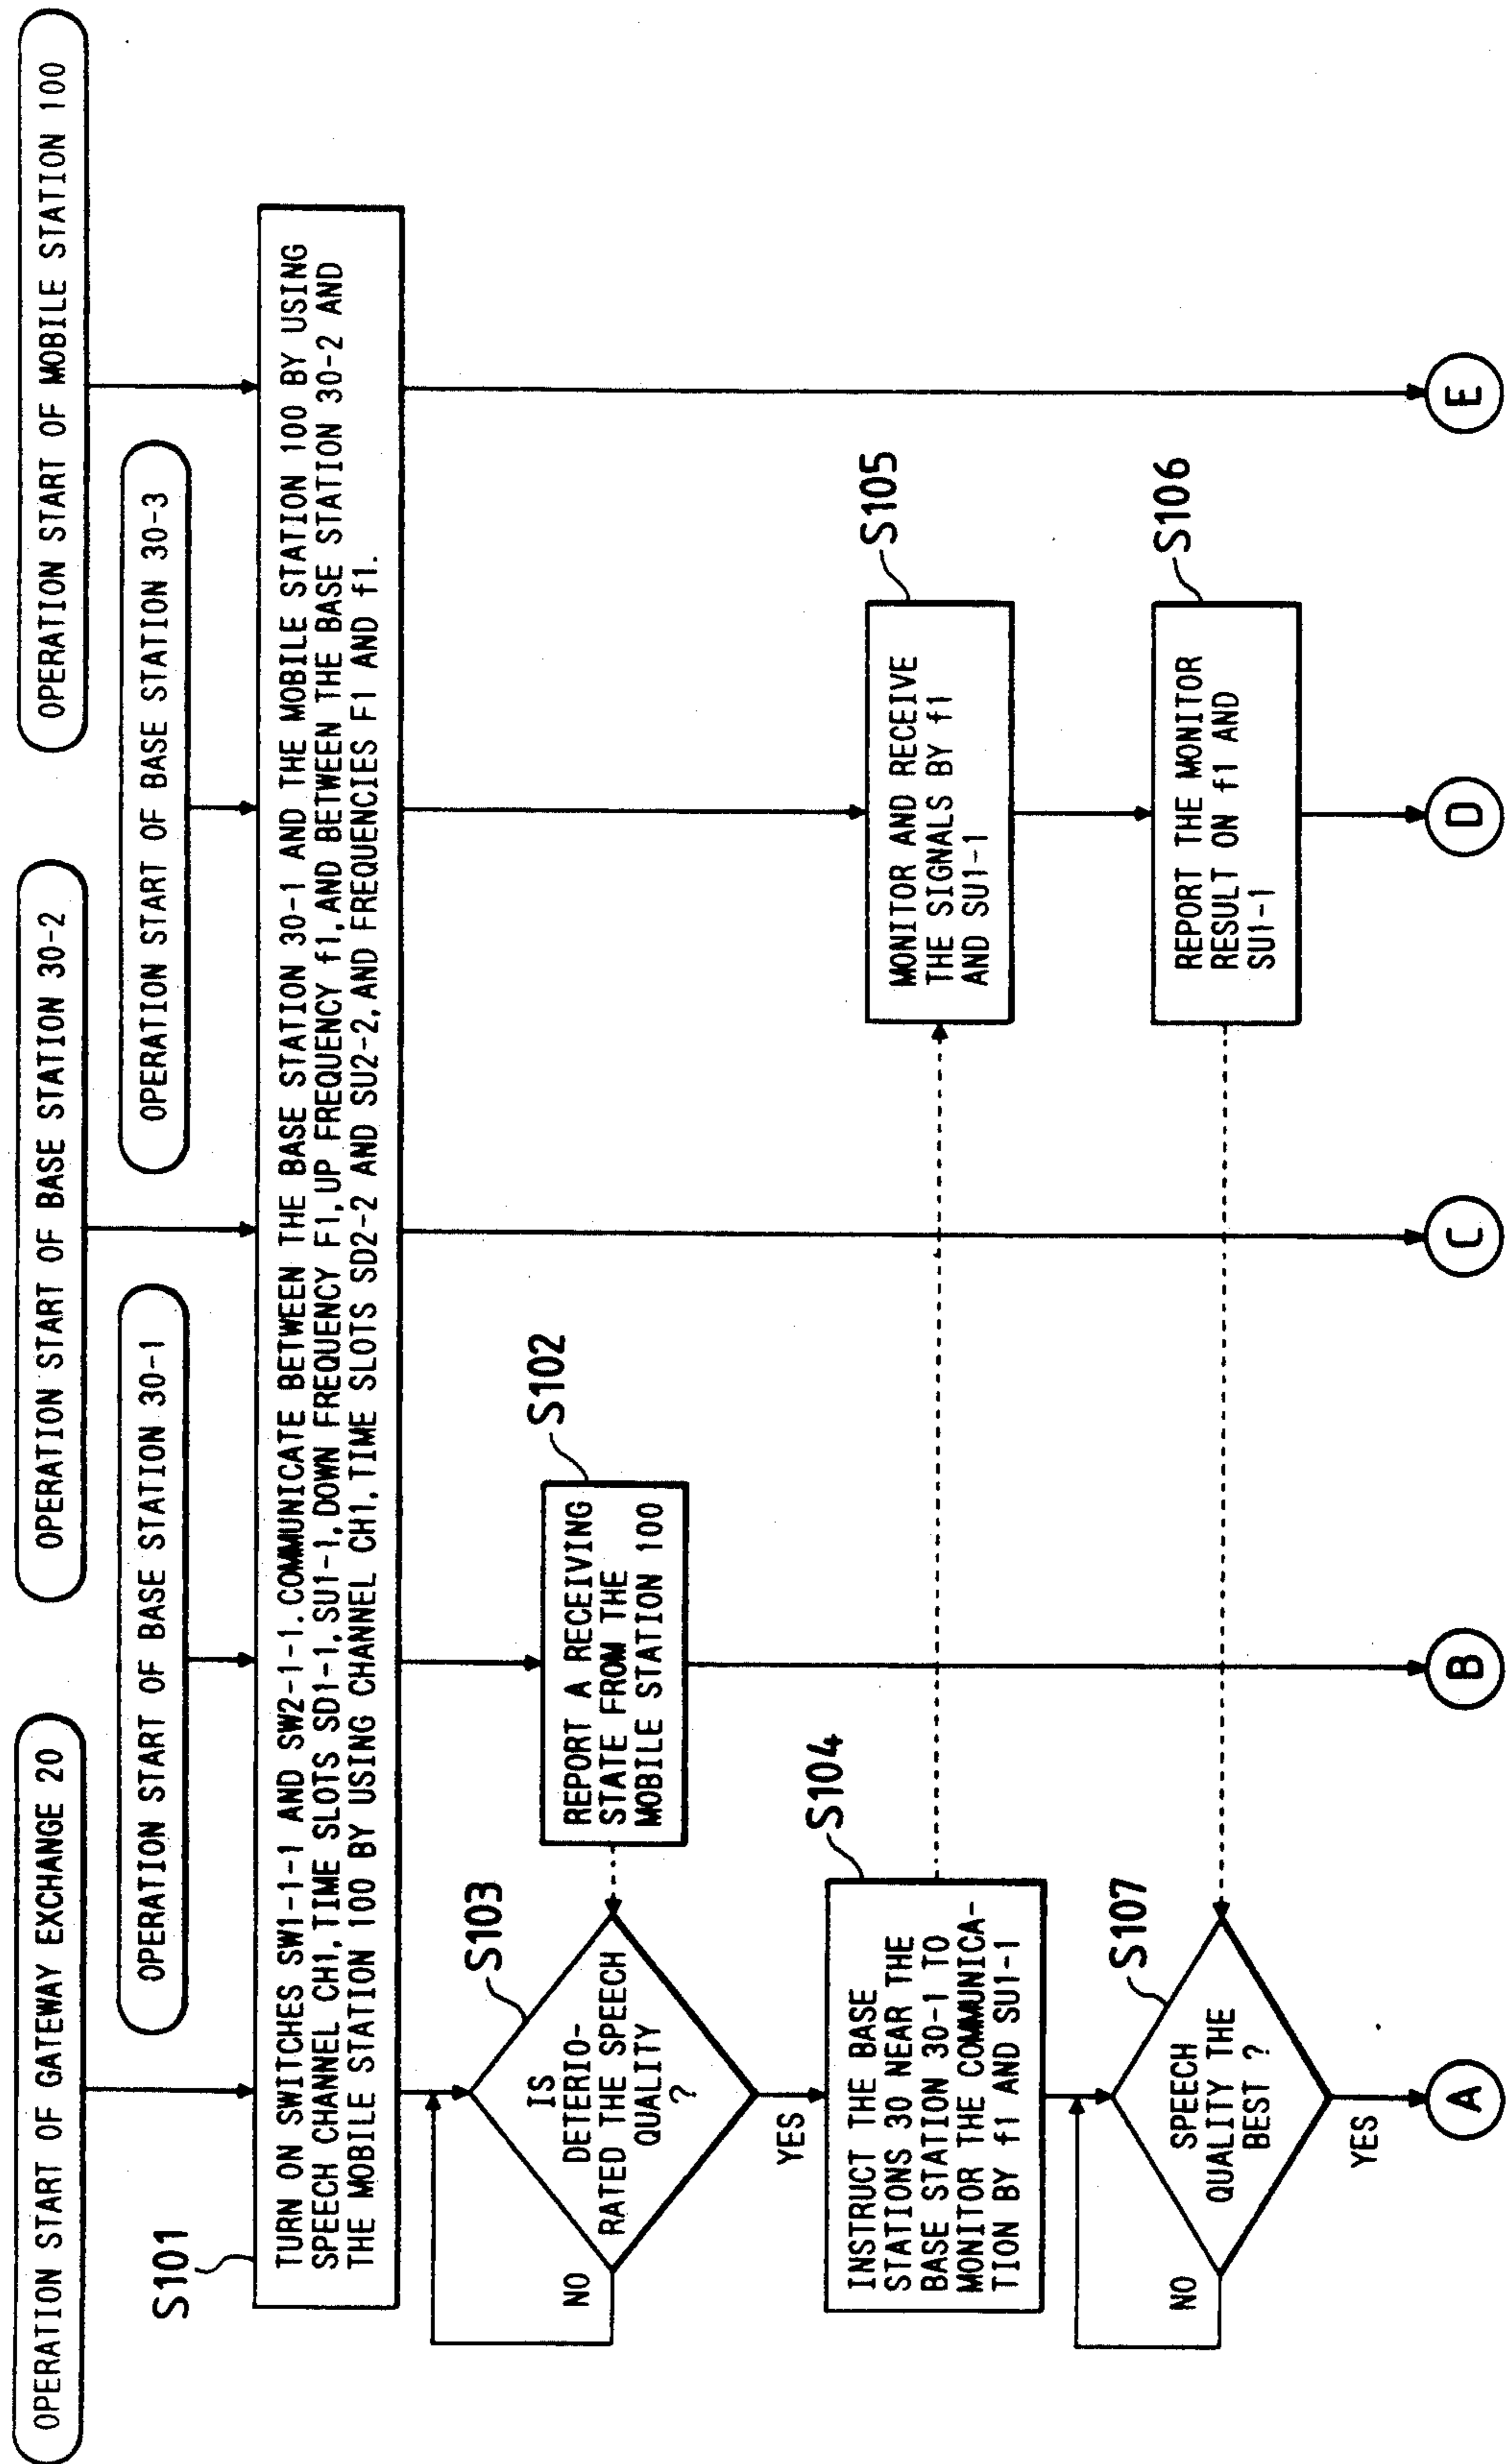 OPERATION START OF GATEWAY EXCHANGE 20
OPERATION START OF BASE STATION 30-2
OPERATION START OF MOBILE STATION 100
OPERATION START OF BASE STATION 30-1
OPERATION START OF BASE STATION 30-3
S101
TURN ON SWITCHES SW1-1-1 AND SW2-1-1. COMMUNICATE BETWEEN THE BASE STATION 30-1 AND THE MOBILE STATION 100 BY USING
SPEECH CHANNEL CH1, TIME SLOTS SD1-1, SU1-1, DOWN FREQUENCY F1, UP FREQUENCY f1, AND BETWEEN THE BASE STATION 30-2 AND
THE MOBILE STATION 100 BY USING CHANNEL CH1, TIME SLOTS SD2-2 AND SU2-2, AND FREQUENCIES F1 AND f1.
S103
IS
DETERIO-
RATED THE SPEECH
QUALITY
?
NO
YES
S102
REPORT A RECEIVING
STATE FROM THE
MOBILE STATION 100
S104
INSTRUCT THE BASE
STATIONS 30 NEAR THE
BASE STATION 30-1 TO
MONITOR THE COMMUNICA-
TION BY f1 AND SU1-1
S105
MONITOR AND RECEIVE
THE SIGNALS BY f1
AND SU1-1
S106
REPORT THE MONITOR
RESULT ON f1 AND
SU1-1
S107
SPEECH
QUALITY THE
BEST ?
NO
YES
A
B
C
D
E